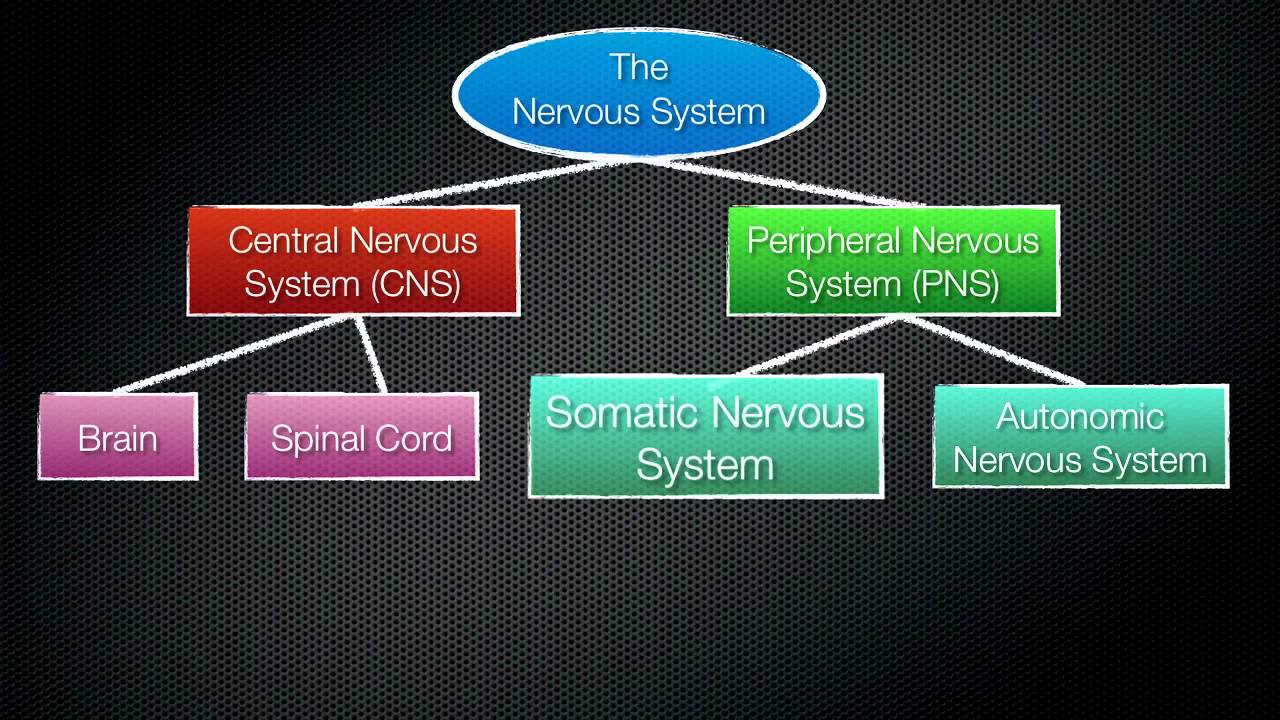 The
Nervous System
Central Nervous
System (CNS)
Peripheral Nervous
System (PNS)
Brain
Spinal Cord
Somatic Nervous
System
Autonomic
Nervous System